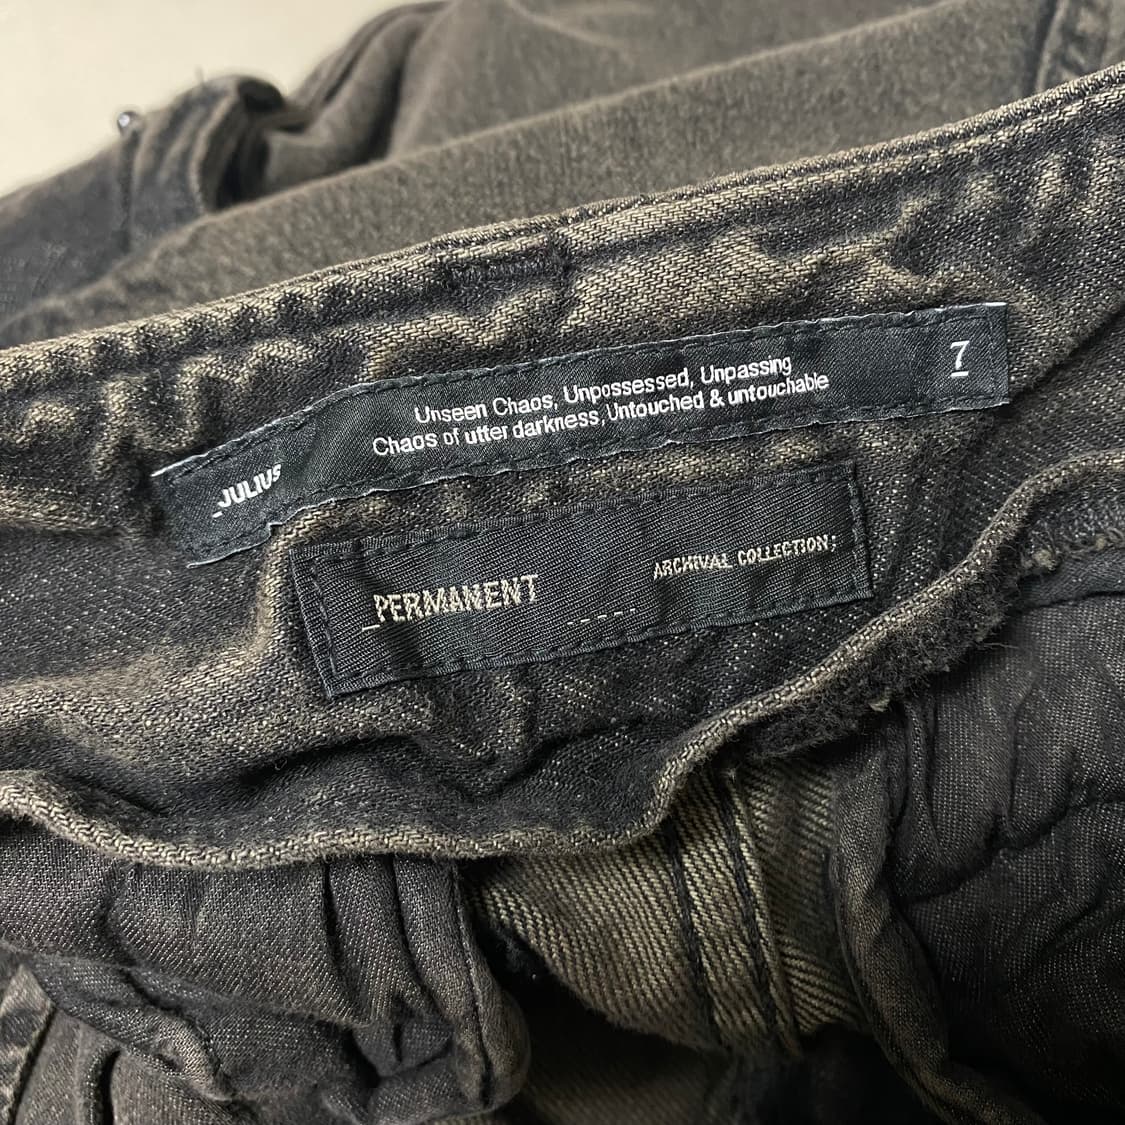 _JULIUS
Unseen Chaos, Unpossessed, Unpassing
Chaos of utter darkness, Untouched & untouchable
7
_PERMANENT
_ _ _ _
ARCHIVAL COLLECTION;